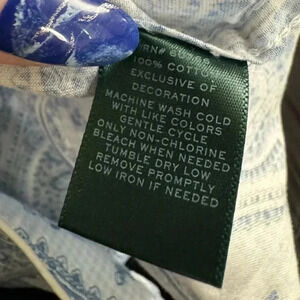 100% COTTON
EXCLUSIVE OF
DECORATION
MACHINE WASH COLD
WITH LIKE COLORS
GENTLE CYCLE
ONLY NON-CHLORINE
BLEACH WHEN NEEDED
TUMBLE DRY LOW
REMOVE PROMPTLY
LOW IRON IF NEEDED